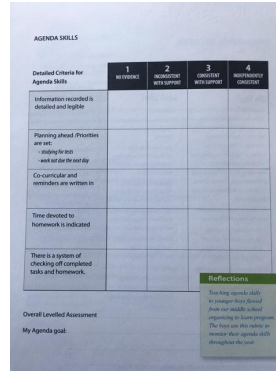 AGENDA SKILLS
Detailed Criteria for
Agenda Skills
1
NO EVIDENCE
2
INCONSISTENT
WITH SUPPORT
3
CONSISTENT
WITH SUPPORT
4
INDEPENDENTLY
CONSISTENT
Information recorded is
detailed and legible
Planning ahead /Priorities
are set:
- studying for tests
- work not due the next day
Co-curricular and
reminders are written in
Time devoted to
homework is indicated
There is a system of
checking off completed
tasks and homework.
Overall Levelled Assessment
My Agenda goal:
Reflections
Teaching agenda skills
to younger boys flowed
from our middle school
organizing to learn program.
The boys use this rubric to
monitor their agenda skills
throughout the year.